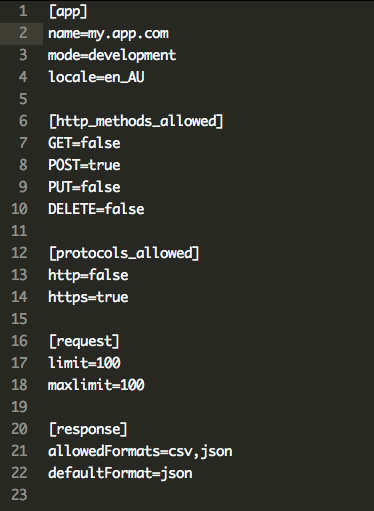 1 [app]
2 name=my.app.com
3 mode=development
4 locale=en_AU
5
6 [http_methods_allowed]
7 GET=false
8 POST=true
9 PUT=false
10 DELETE=false
11
12 [protocols_allowed]
13 http=false
14 https=true
15
16 [request]
17 limit=100
18 maxlimit=100
19
20 [response]
21 allowedFormats=csv,json
22 defaultFormat=json
23